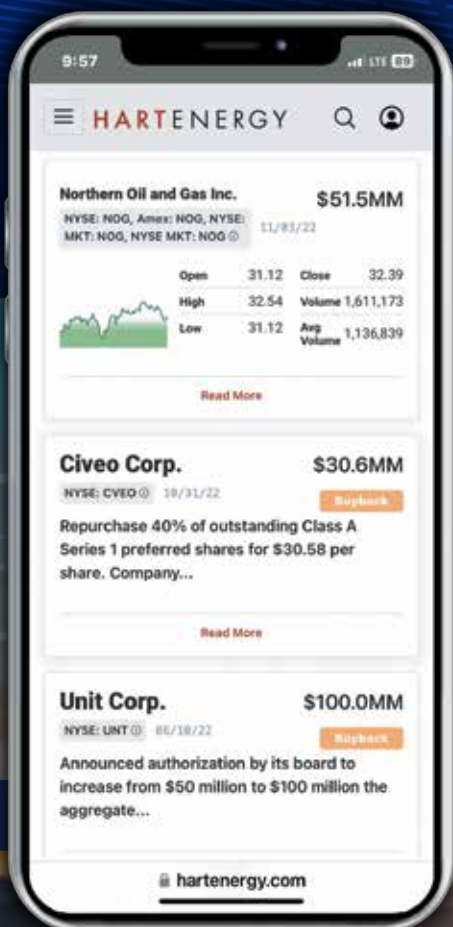 9:57
LTE 89
HARTENERGY
Northern Oil and Gas Inc.
$51.5MM
NYSE: NOG, Amex: NOG, NYSE:
MKT: NOG, NYSE MKT: NOG
11/03/22
Open 31.12 Close 32.39
High 32.54 Volume 1,611,173
Low 31.12 Avg Volume 1,136,839
Read More
Civeo Corp.
$30.6MM
NYSE: CVEO 10/31/22
Buyback
Repurchase 40% of outstanding Class A
Series 1 preferred shares for $30.58 per
share. Company...
Read More
Unit Corp.
$100.0MM
NYSE: UNT
Buyback
Announced authorization by its board to
increase from $50 million to $100 million the
aggregate...
hartenergy.com